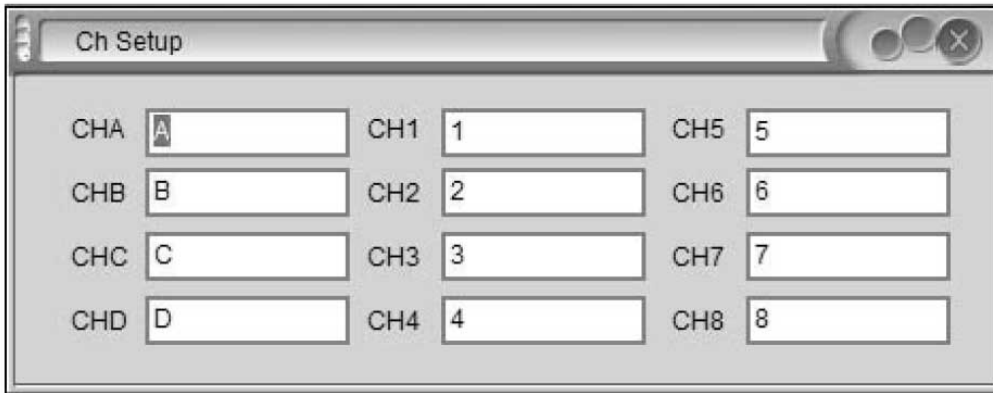 Ch Setup
CHA A CH1 1 CH5 5
CHB B CH2 2 CH6 6
CHC C CH3 3 CH7 7
CHD D CH4 4 CH8 8